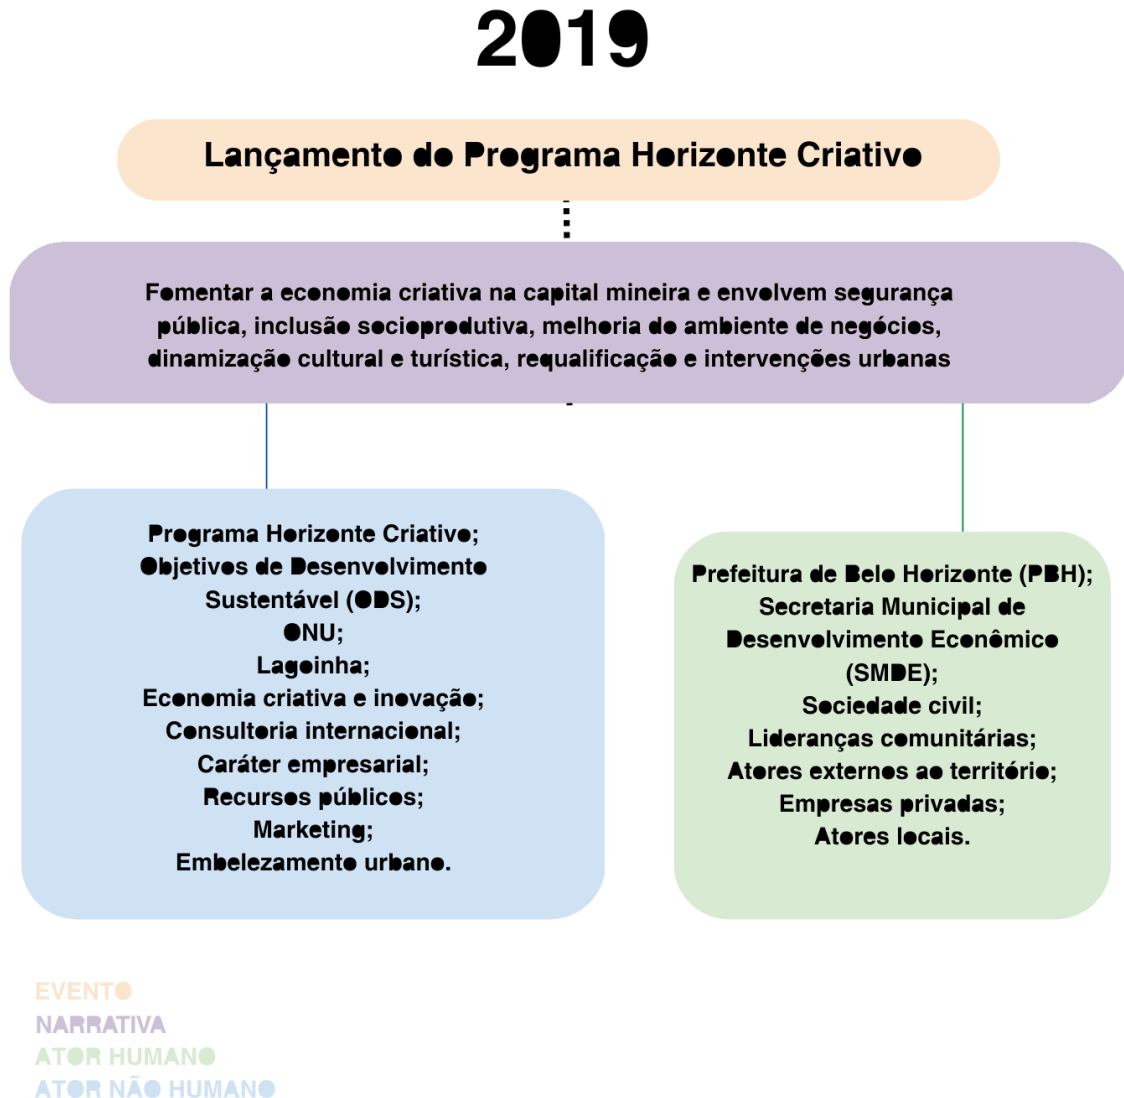 2019
Lançamento do Programa Horizonte Criativo
Fomentar a economia criativa na capital mineira e envolvem segurança
pública, inclusão socioprodutiva, melhoria do ambiente de negócios,
dinamização cultural e turística, requalificação e intervenções urbanas
Programa Horizonte Criativo;
Objetivos de Desenvolvimento
Sustentável (ODS);
ONU;
Lagoinha;
Economia criativa e inovação;
Consultoria internacional;
Caráter empresarial;
Recursos públicos;
Marketing;
Embelezamento urbano.
Prefeitura de Belo Horizonte (PBH);
Secretaria Municipal de
Desenvolvimento Econômico
(SMDE);
Sociedade civil;
Lideranças comunitárias;
Atores externos ao território;
Empresas privadas;
Atores locais.
EVENTO
NARRATIVA
ATOR HUMANO
ATOR NÃO HUMANO